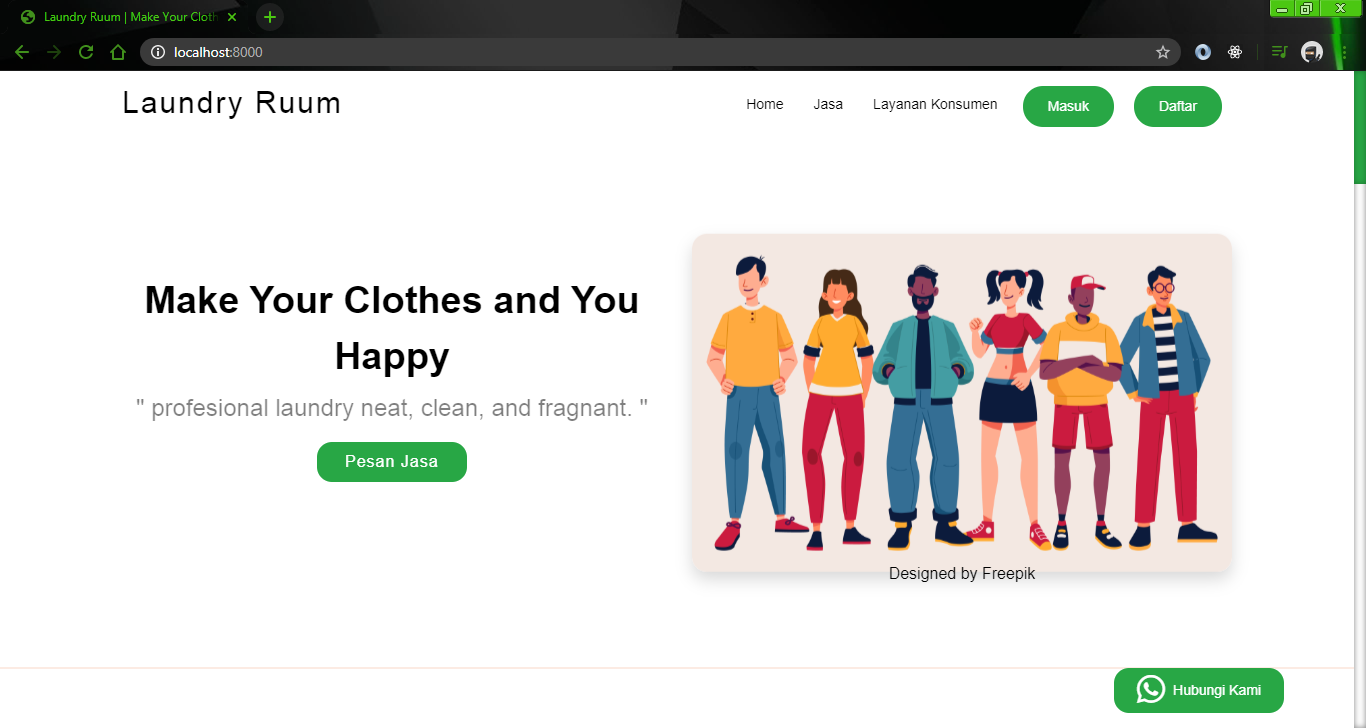 Laundry Ruum | Make Your Cloth
localhost:8000
Laundry Ruum
Home
Jasa
Layanan Konsumen
Masuk
Daftar
Make Your Clothes and You
Happy
" profesional laundry neat, clean, and fragnant. "
Pesan Jasa
Designed by Freepik
Hubungi Kami